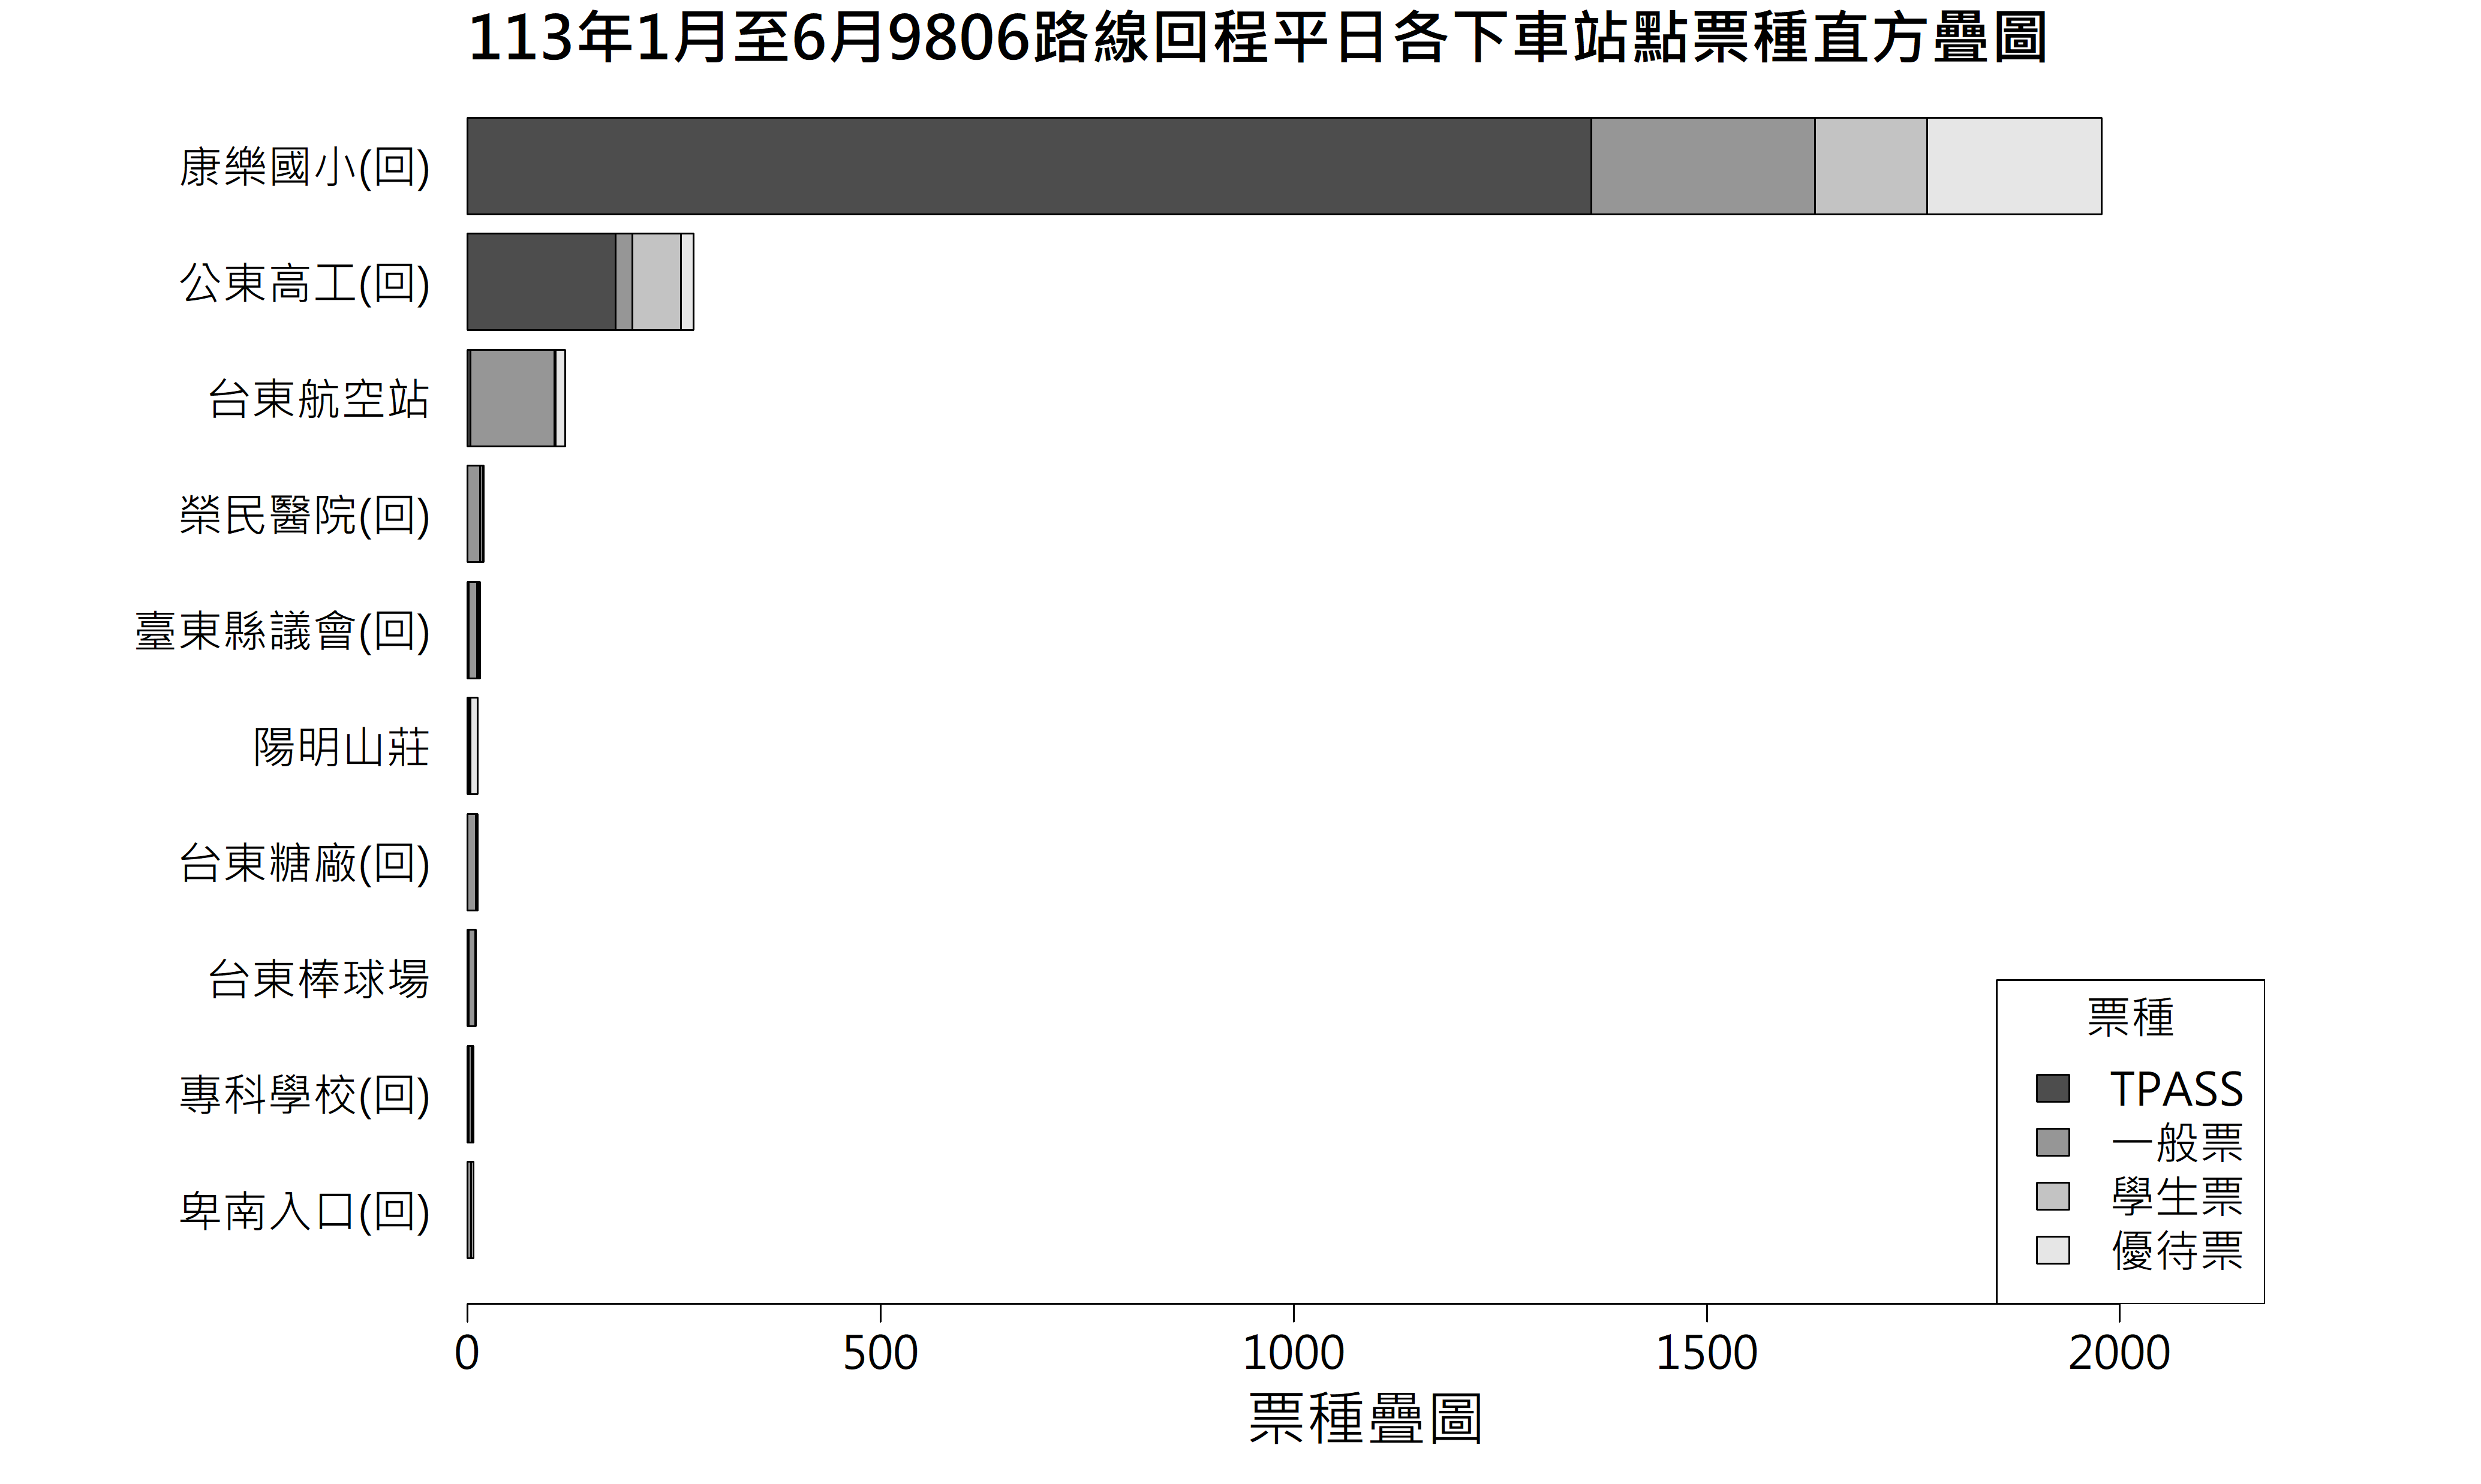 113年1月至6月9806路線回程平日各下車站點票種直方疊圖
康樂國小(回)
公東高工(回)
台東航空站
榮民醫院(回)
臺東縣議會(回)
陽明山莊
台東糖廠(回)
台東棒球場
專科學校(回)
卑南入口(回)
票種
TPASS
一般票
學生票
優待票
0 500 1000 1500 2000
票種疊圖